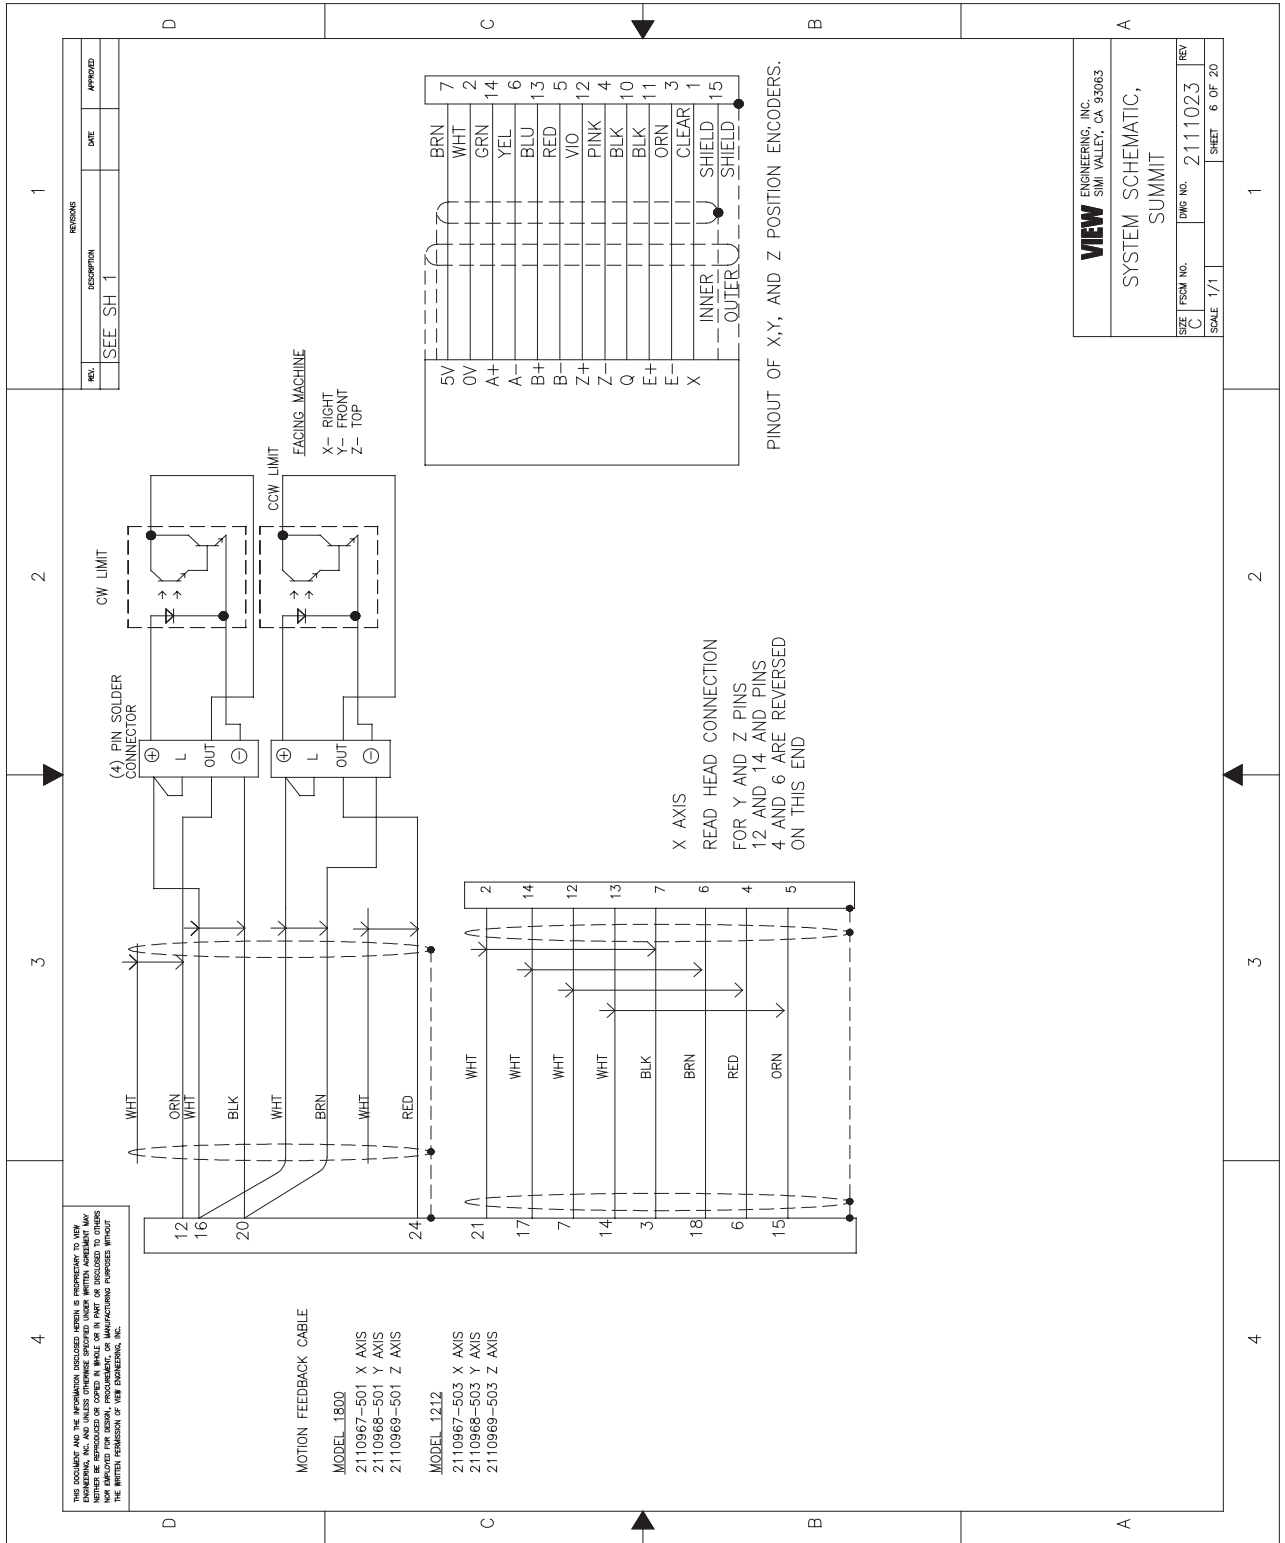 4
3
2
1
D
C
B
A
THIS DOCUMENT AND THE INFORMATION DISCLOSED HEREIN IS PROPRIETARY TO VIEW
ENGINEERING, INC. AND UNLESS OTHERWISE SPECIFIED UNDER WRITTEN AGREEMENT MAY
NEITHER BE REPRODUCED OR COPIED IN WHOLE OR IN PART OR DISCLOSED TO OTHERS
NOR EMPLOYED FOR DESIGN, PROCUREMENT, OR MANUFACTURING PURPOSES WITHOUT
THE WRITTEN PERMISSION OF VIEW ENGINEERING, INC.
REVISIONS
REV. DESCRIPTION DATE APPROVED
SEE SH 1
MOTION FEEDBACK CABLE
MODEL 1800
2110967-501 X AXIS
2110968-501 Y AXIS
2110969-501 Z AXIS
MODEL 1212
2110967-503 X AXIS
2110968-503 Y AXIS
2110969-503 Z AXIS
12
16
20
24
21
17
7
14
3
18
6
15
WHT
ORN
WHT
BLK
WHT
BRN
WHT
RED
WHT
WHT
WHT
WHT
BLK
BRN
RED
ORN
2
14
12
13
7
6
4
5
(4) PIN SOLDER
CONNECTOR
+
L
OUT
−
+
L
OUT
−
CW LIMIT
CCW LIMIT
FACING MACHINE
X- RIGHT
Y- FRONT
Z- TOP
X AXIS
READ HEAD CONNECTION
FOR Y AND Z PINS
12 AND 14 AND PINS
4 AND 6 ARE REVERSED
ON THIS END
5V BRN 7
0V WHT 2
A+ GRN 14
A- YEL 6
B+ BLU 13
B- RED 5
Z+ VIO 12
Z- PINK 4
Q BLK 10
E+ BLK 11
E- ORN 3
X CLEAR 1
INNER SHIELD 15
OUTER SHIELD
PINOUT OF X,Y, AND Z POSITION ENCODERS.
VIEW ENGINEERING, INC.
SIMI VALLEY, CA 93063
SYSTEM SCHEMATIC,
SUMMIT
SIZE FSCM NO. DWG NO. REV
C 2111023
SCALE 1/1 SHEET 6 OF 20
D
C
B
A
4
3
2
1